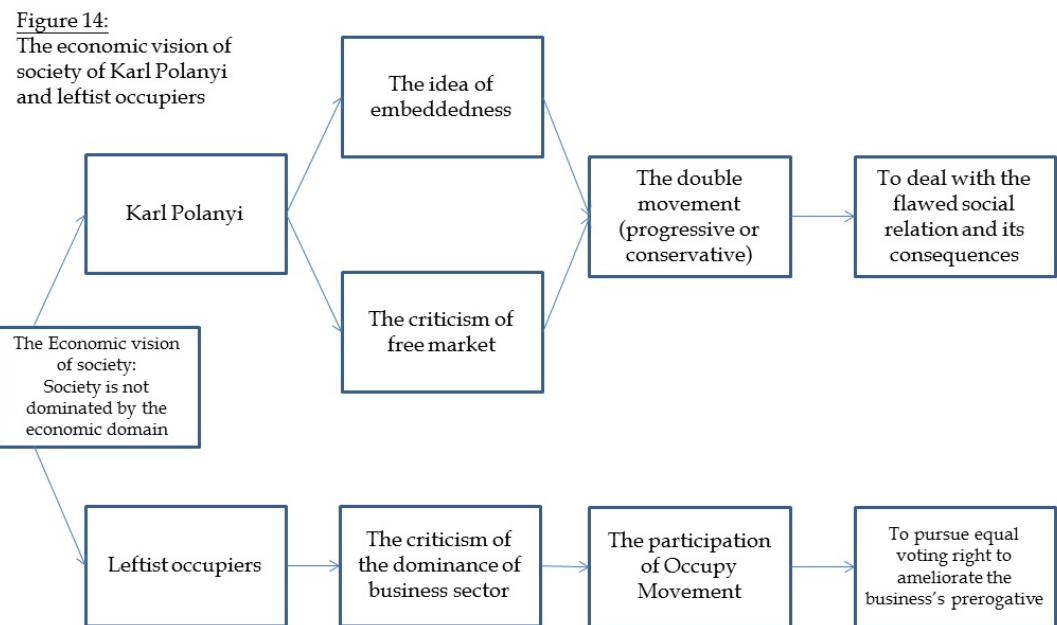 Figure 14:
The economic vision of
society of Karl Polanyi
and leftist occupiers
The idea of
embeddedness
Karl Polanyi
The double
movement
(progressive or
conservative)
To deal with the
flawed social
relation and its
consequences
The criticism of
free market
The Economic vision
of society:
Society is not
dominated by the
economic domain
Leftist occupiers
The criticism of
the dominance of
business sector
The participation
of Occupy
Movement
To pursue equal
voting right to
ameliorate the
business's prerogative